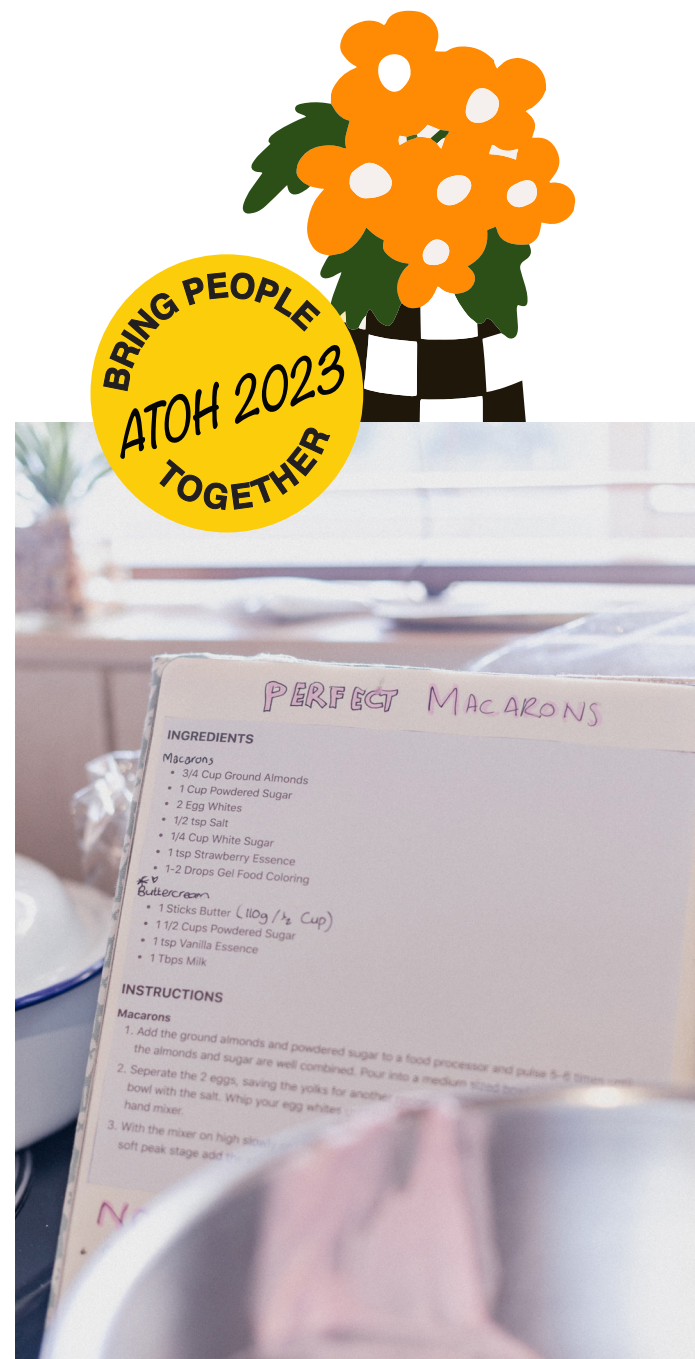 BRING PEOPLE
ATOH 2023
TOGETHER
PERFECT MACARONS
INGREDIENTS
Macarons
• 3/4 Cup Ground Almonds
• 1 Cup Powdered Sugar
• 2 Egg Whites
• 1/2 tsp Salt
• 1/4 Cup White Sugar
• 1 tsp Strawberry Essence
• 1-2 Drops Gel Food Coloring
Buttercream
• 1 Sticks Butter (110g / ½ Cup)
• 1 1/2 Cups Powdered Sugar
• 1 tsp Vanilla Essence
• 1 Tbps Milk
INSTRUCTIONS
Macarons
1. Add the ground almonds and powdered sugar to a food processor and pulse 5-6 times
the almonds and sugar are well combined. Pour into a medium sized
2. Seperate the 2 eggs, saving the yolks for another
bowl with the salt. Whip your egg whites
hand mixer.
3. With the mixer on high slowly
soft peak stage add the